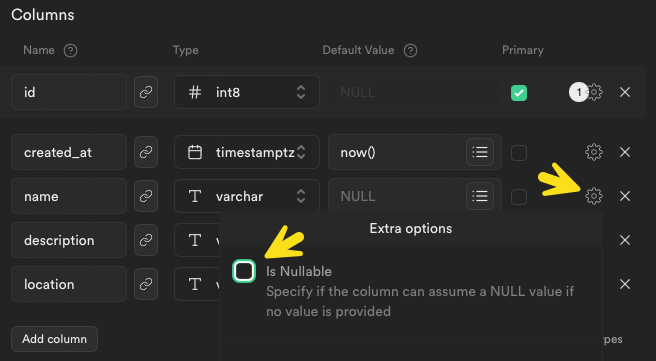 Columns
Name ? Type Default Value ? Primary
id # int8 NULL 1
created_at timestamptz now()
name T varchar NULL
Extra options
description T v
Is Nullable
location T v
Specify if the column can assume a NULL value if
no value is provided
Add column ypes